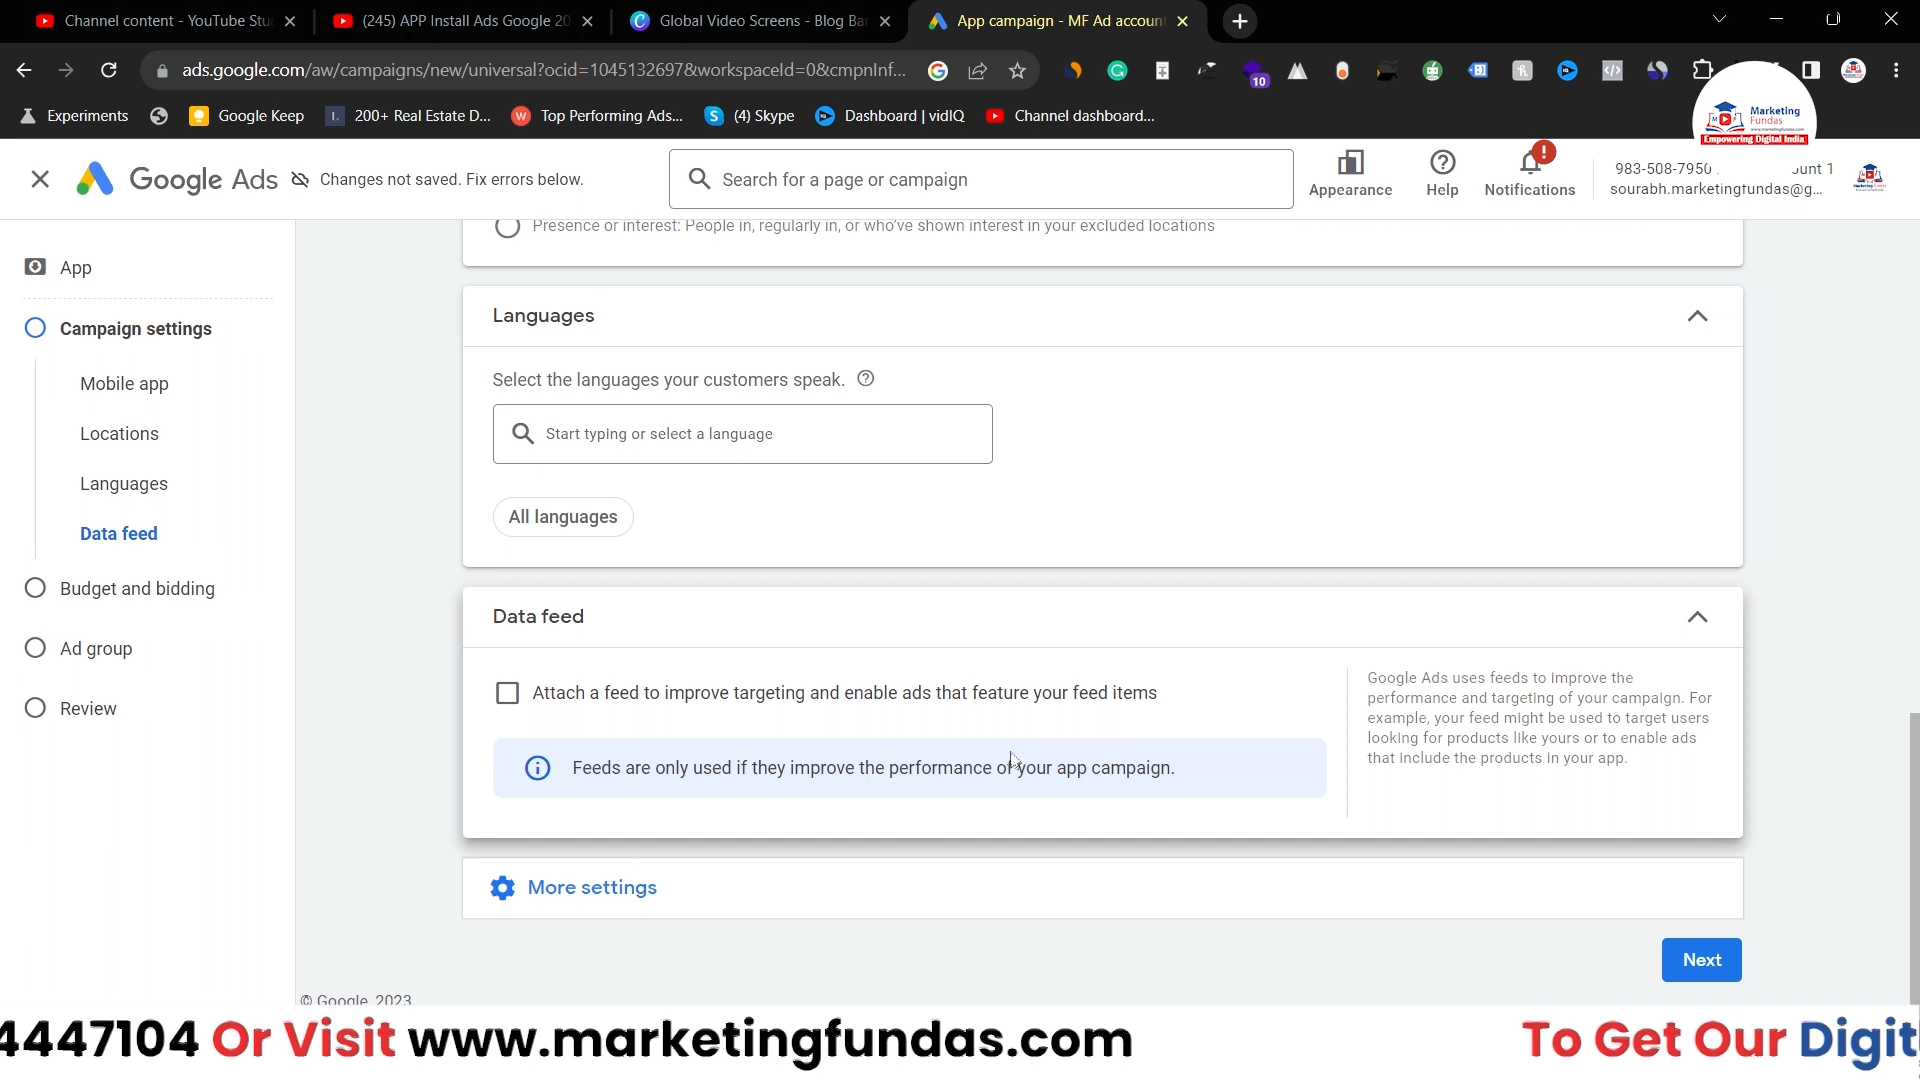 Channel content - YouTube Stu
(245) APP Install Ads Google 20
Global Video Screens - Blog Ba
App campaign - MF Ad account
ads.google.com/aw/campaigns/new/universal?ocid=1045132697&workspaceId=0&cmpnInf...
10
Experiments
Google Keep
200+ Real Estate D...
Top Performing Ads...
(4) Skype
Dashboard | vidIQ
Channel dashboard...
Marketing
Fundas
www.marketingfundas.com
Empowering Digital India
Google Ads
Changes not saved. Fix errors below.
Search for a page or campaign
Appearance
Help
Notifications
983-508-7950
unt 1
sourabh.marketingfundas@g...
App
Campaign settings
Mobile app
Locations
Languages
Data feed
Budget and bidding
Ad group
Review
Presence or interest: People in, regularly in, or who've shown interest in your excluded locations
Languages
Select the languages your customers speak.
Start typing or select a language
All languages
Data feed
Attach a feed to improve targeting and enable ads that feature your feed items
Feeds are only used if they improve the performance of your app campaign.
Google Ads uses feeds to improve the
performance and targeting of your campaign. For
example, your feed might be used to target users
looking for products like yours or to enable ads
that include the products in your app.
More settings
Next
© Google, 2023
4447104 Or Visit www.marketingfundas.com
To Get Our Digit